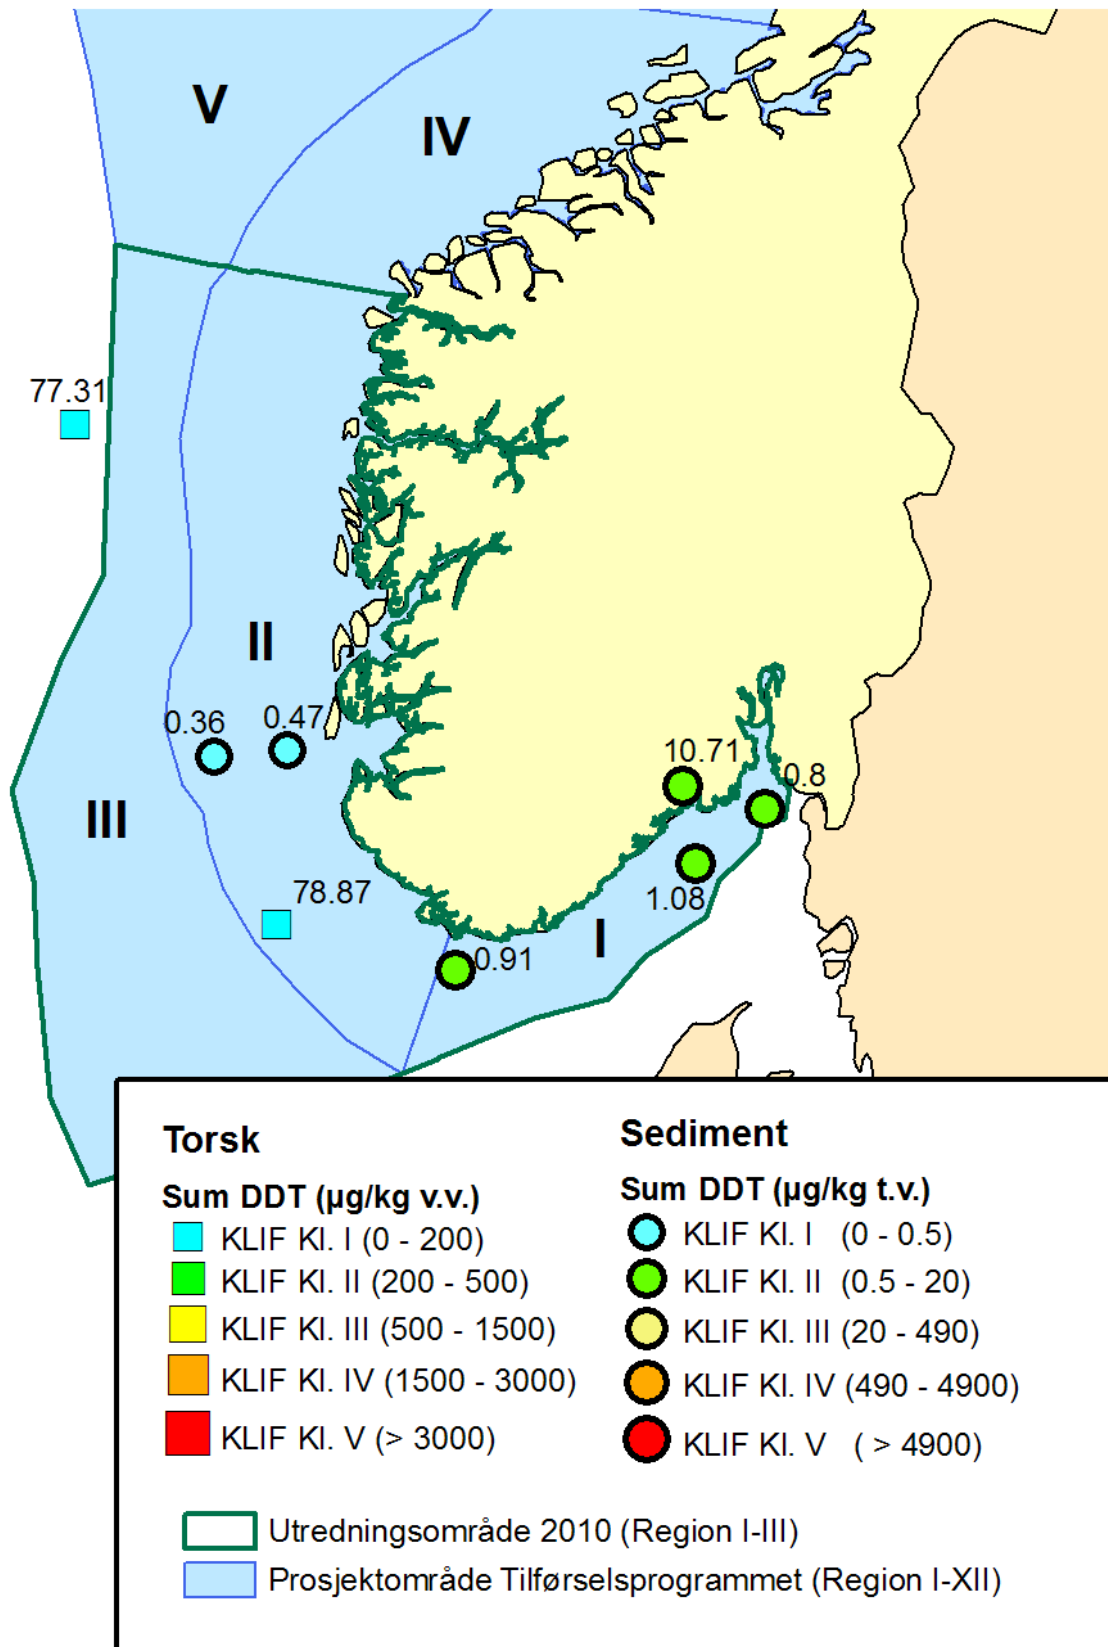 V
IV
77.31
II
0.36
0.47
10.71
0.8
III
78.87
1.08
I
0.91
Torsk
Sum DDT (µg/kg v.v.)
KLIF Kl. I (0 - 200)
KLIF Kl. II (200 - 500)
KLIF Kl. III (500 - 1500)
KLIF Kl. IV (1500 - 3000)
KLIF Kl. V (> 3000)
Sediment
Sum DDT (µg/kg t.v.)
KLIF Kl. I (0 - 0.5)
KLIF Kl. II (0.5 - 20)
KLIF Kl. III (20 - 490)
KLIF Kl. IV (490 - 4900)
KLIF Kl. V ( > 4900)
Utredningsområde 2010 (Region I-III)
Prosjektområde Tilførselsprogrammet (Region I-XII)